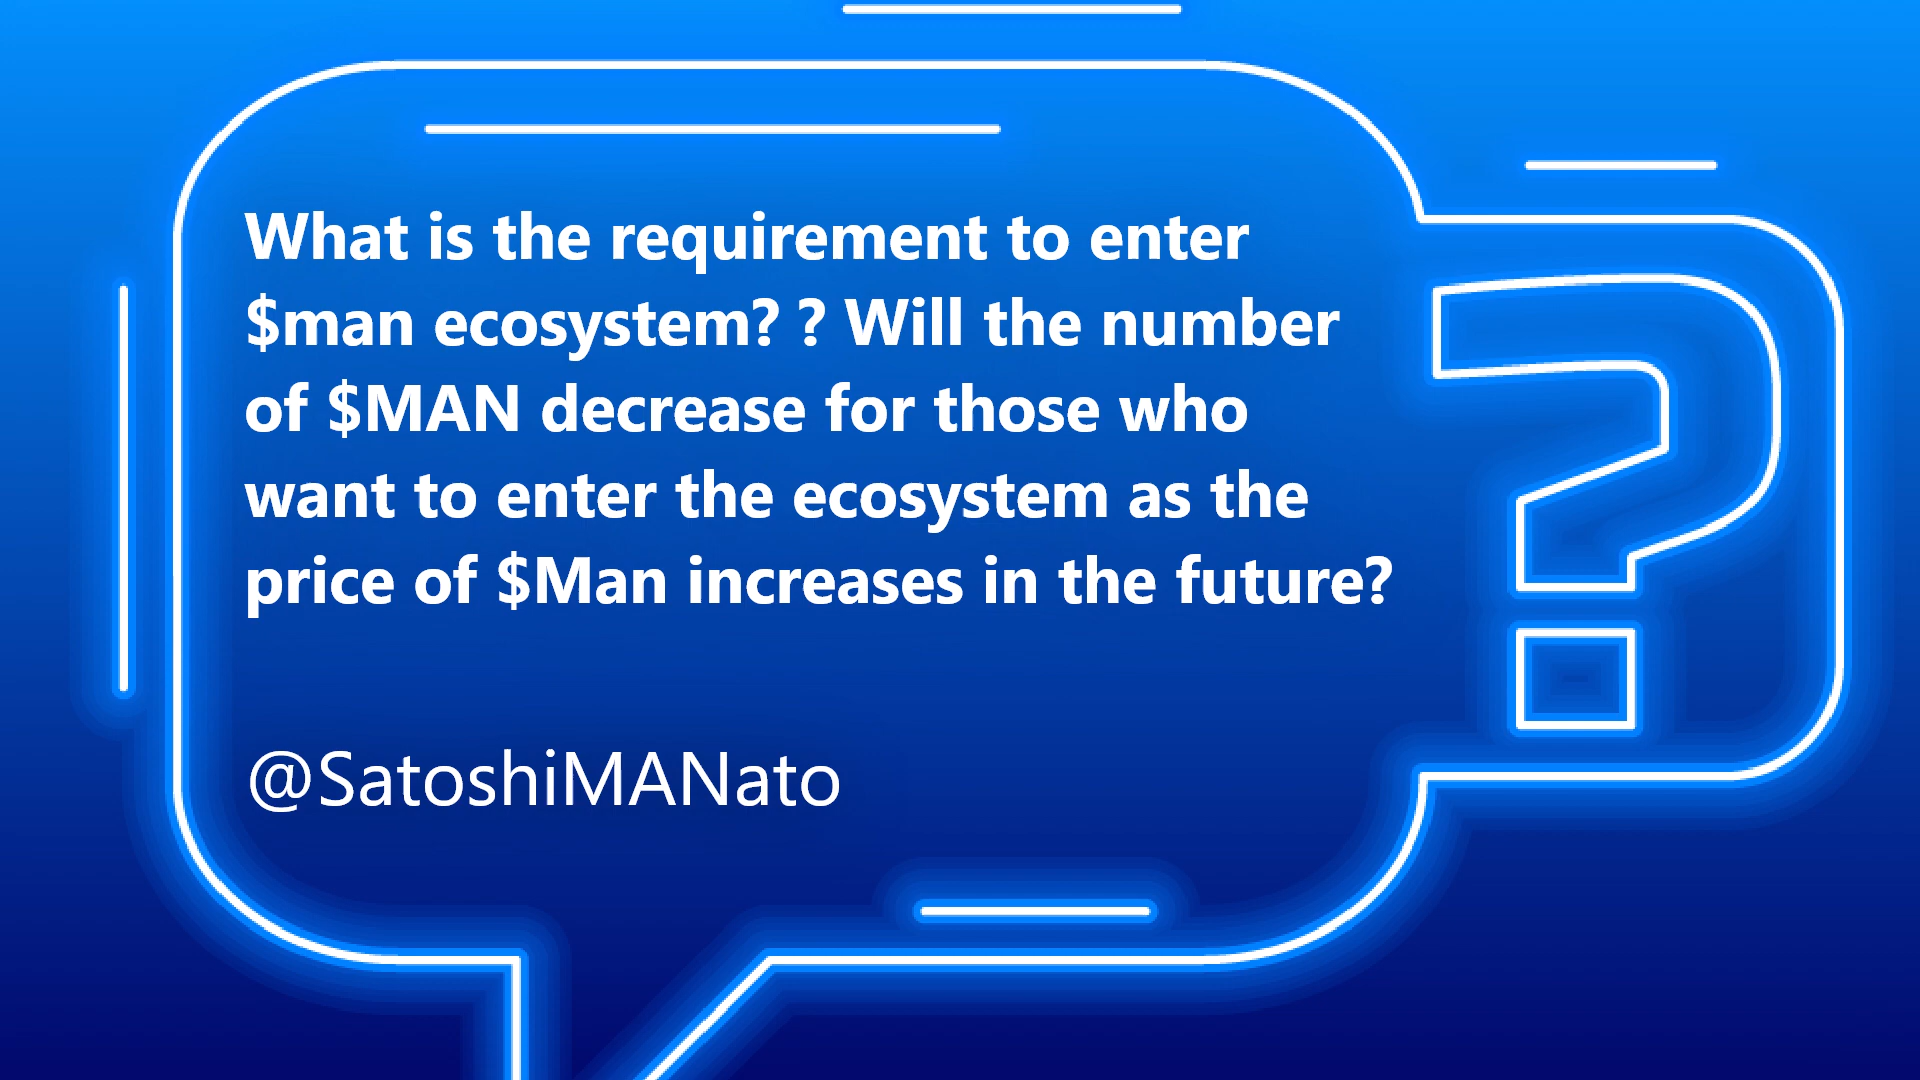 What is the requirement to enter
$man ecosystem? ? Will the number
of $MAN decrease for those who
want to enter the ecosystem as the
price of $Man increases in the future?
@SatoshiMANato
?